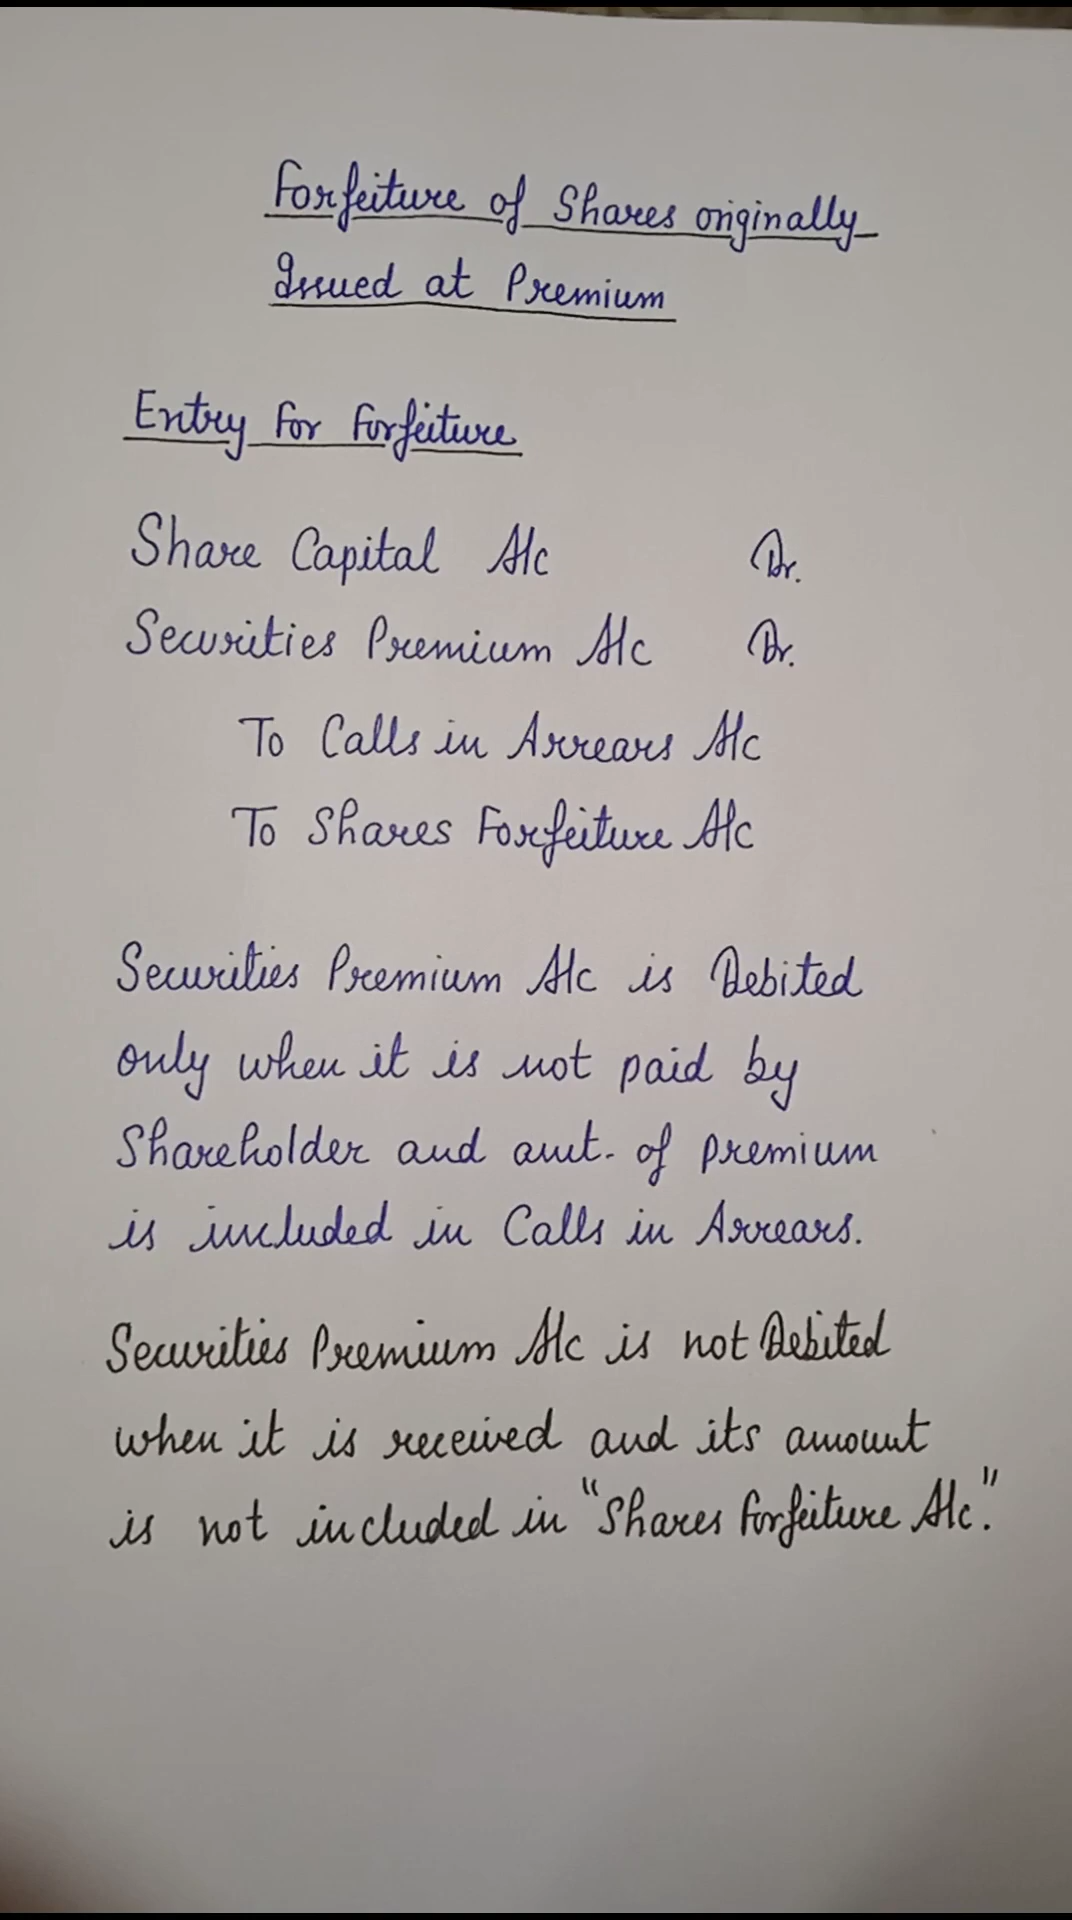 Forfeiture of Shares originally
Issued at Premium
Entry For Forfeiture
Share Capital A/c Dr.
Securities Premium A/c Dr.
To Calls in Arrears A/c
To Shares Forfeiture A/c
Securities Premium A/c is Debited
only when it is not paid by
Shareholder and amt. of premium
is included in Calls in Arrears.
Securities Premium A/c is not Debited
when it is received and its amount
is not included in "Shares Forfeiture A/c."